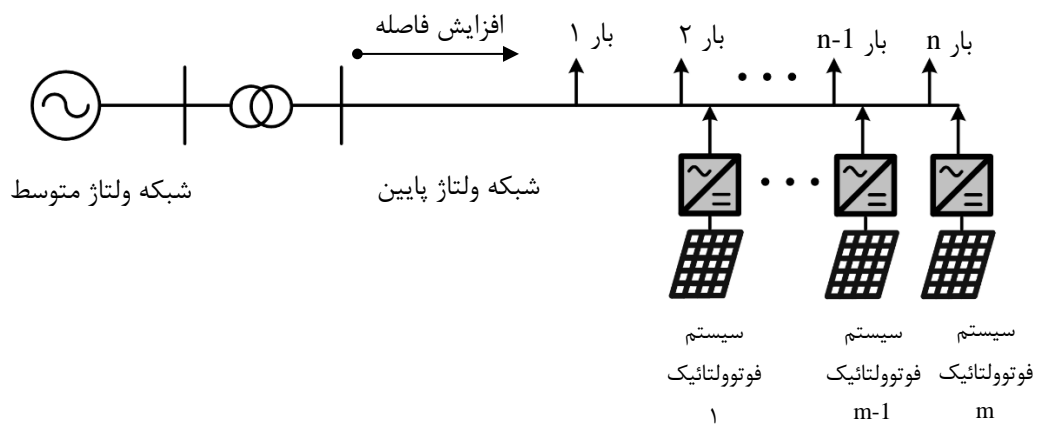 افزایش فاصله
بار ۱
بار ۲
بار n-1
بار n
شبکه ولتاژ متوسط
شبکه ولتاژ پایین
سیستم
فوتوولتائیک
۱
سیستم
فوتوولتائیک
m-1
سیستم
فوتوولتائیک
m